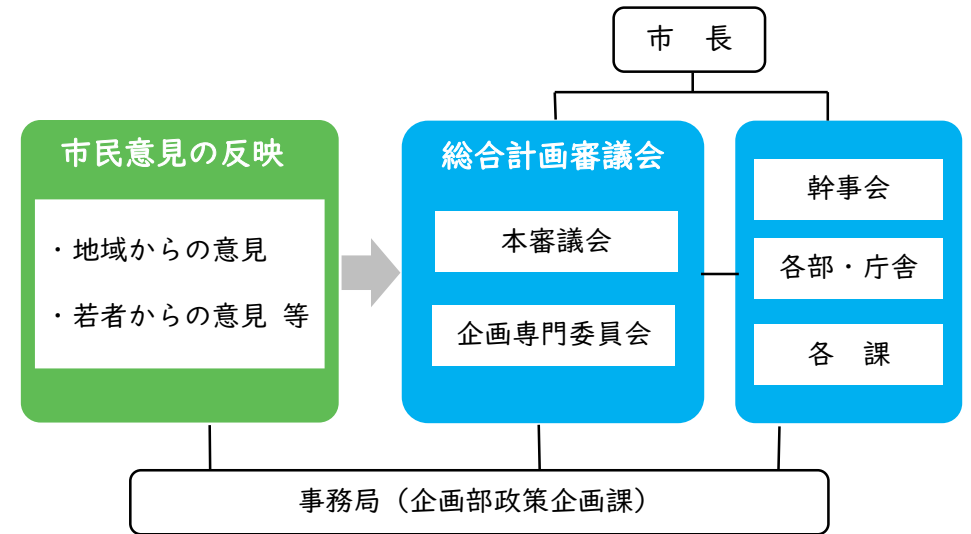 市　長
市民意見の反映
・地域からの意見
・若者からの意見 等
総合計画審議会
本審議会
企画専門委員会
幹事会
各部・庁舎
各　課
事務局（企画部政策企画課）